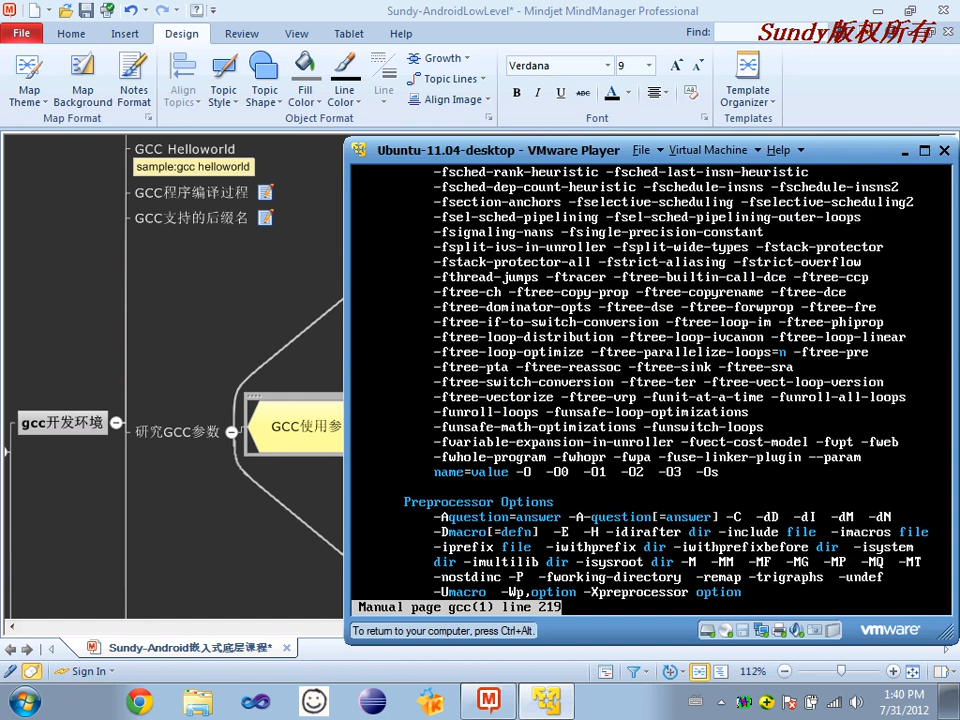 Sundy-AndroidLowLevel* - Mindjet MindManager Professional
File Home Insert Design Review View Tablet Help Find:
Sundy版权所有
Map Theme
Map Background
Notes Format
Align Topics
Topic Style
Topic Shape
Fill Color
Line Color
Line
Growth
Topic Lines
Align Image
Verdana 9
B I U ABC A
Template Organizer
Map Format Object Format Font Templates
GCC Helloworld
sample:gcc helloworld
GCC程序编译过程
GCC支持的后缀名
gcc开发环境
研究GCC参数
GCC使用参
Ubuntu-11.04-desktop - VMware Player File Virtual Machine Help
-fsched-rank-heuristic -fsched-last-insn-heuristic
-fsched-dep-count-heuristic -fschedule-insns -fschedule-insns2
-fsection-anchors -fselective-scheduling -fselective-scheduling2
-fsel-sched-pipelining -fsel-sched-pipelining-outer-loops
-fsignaling-nans -fsingle-precision-constant
-fsplit-ivs-in-unroller -fsplit-wide-types -fstack-protector
-fstack-protector-all -fstrict-aliasing -fstrict-overflow
-fthread-jumps -ftracer -ftree-builtin-call-dce -ftree-ccp
-ftree-ch -ftree-copy-prop -ftree-copyrename -ftree-dce
-ftree-dominator-opts -ftree-dse -ftree-forwprop -ftree-fre
-ftree-if-to-switch-conversion -ftree-loop-im -ftree-phiprop
-ftree-loop-distribution -ftree-loop-ivcanon -ftree-loop-linear
-ftree-loop-optimize -ftree-parallelize-loops=n -ftree-pre
-ftree-pta -ftree-reassoc -ftree-sink -ftree-sra
-ftree-switch-conversion -ftree-ter -ftree-vect-loop-version
-ftree-vectorize -ftree-vrp -funit-at-a-time -funroll-all-loops
-funroll-loops -funsafe-loop-optimizations
-funsafe-math-optimizations -funswitch-loops
-fvariable-expansion-in-unroller -fvect-cost-model -fvpt -fweb
-fwhole-program -fwhopr -fwpa -fuse-linker-plugin --param
name=value -O -O0 -O1 -O2 -O3 -Os
Preprocessor Options
-Aquestion=answer -A-question[=answer] -C -dD -dI -dM -dN
-Dmacro[=defn] -E -H -idirafter dir -include file -imacros file
-iprefix file -iwithprefix dir -iwithprefixbefore dir -isystem
dir -imultilib dir -isysroot dir -M -MM -MF -MG -MP -MQ -MT
-nostdinc -P -fworking-directory -remap -trigraphs -undef
-Umacro -Wp,option -Xpreprocessor option
Manual page gcc(1) line 219
To return to your computer, press Ctrl+Alt. vmware
Sundy-Android嵌入式底层课程*
Sign In 112%
1:40 PM
7/31/2012